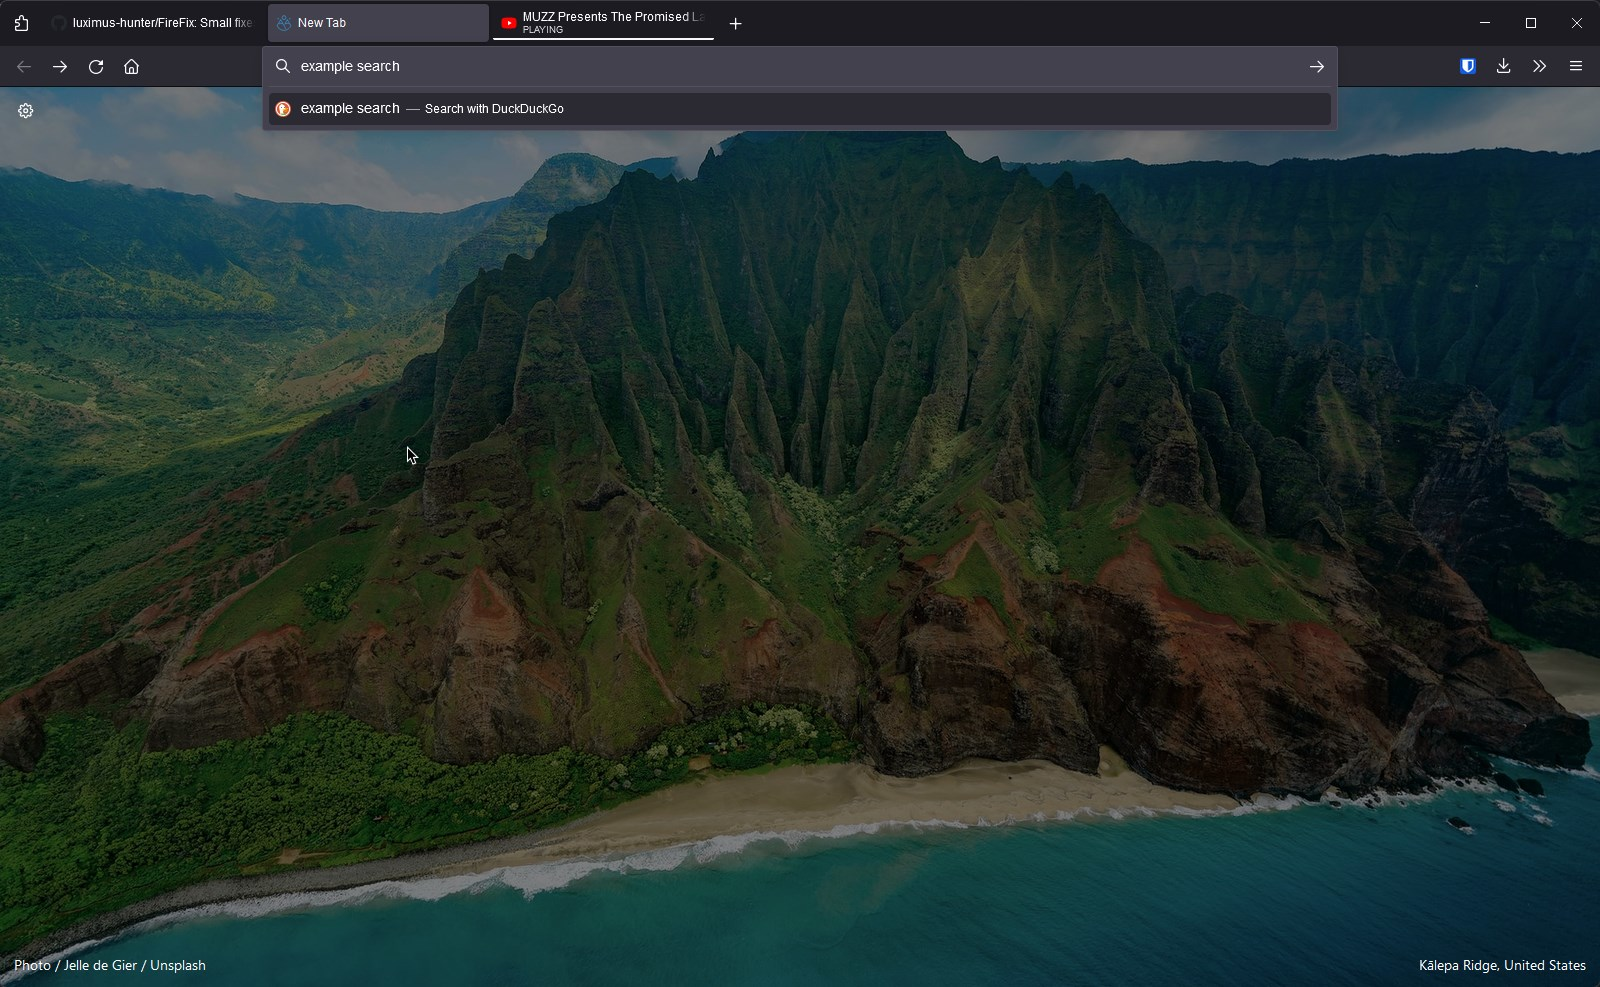 luximus-hunter/FireFix: Small fixe
New Tab
MUZZ Presents The Promised La
PLAYING
example search
example search — Search with DuckDuckGo
Photo / Jelle de Gier / Unsplash
Kālepa Ridge, United States